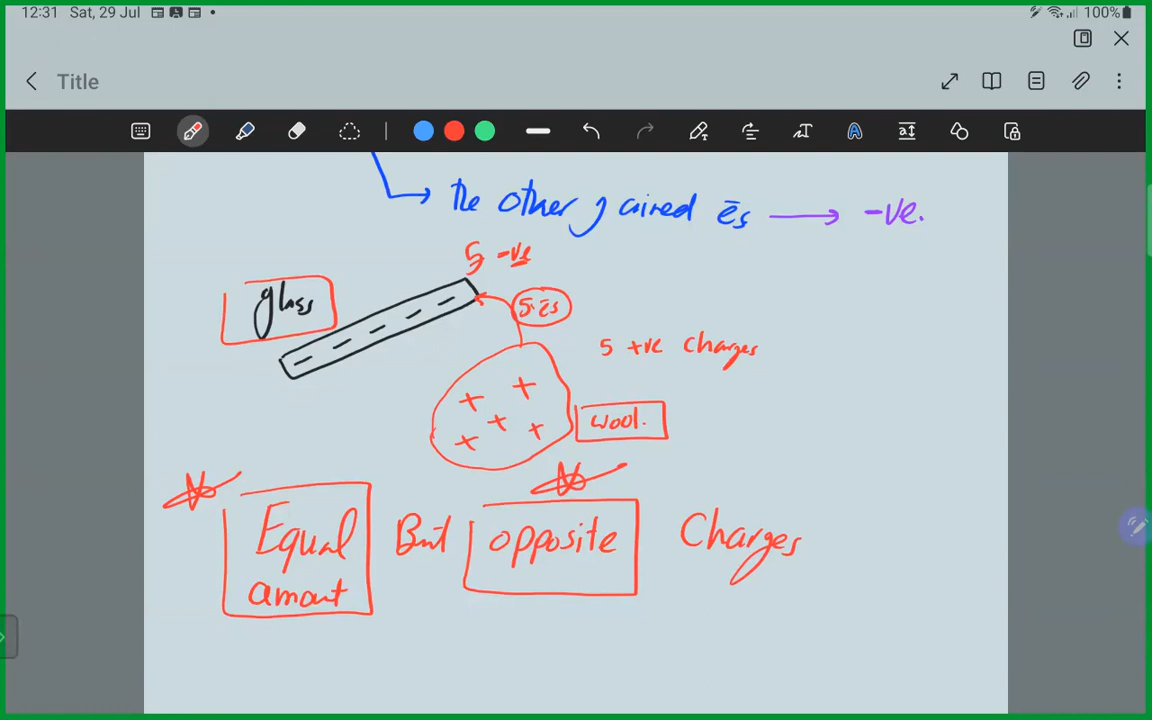 12:31 Sat, 29 Jul
100%
Title
the other gained ēs → -ve.
5 -ve
glass
5 ēs
5 +ve charges
wool.
Equal But opposite Charges
amount